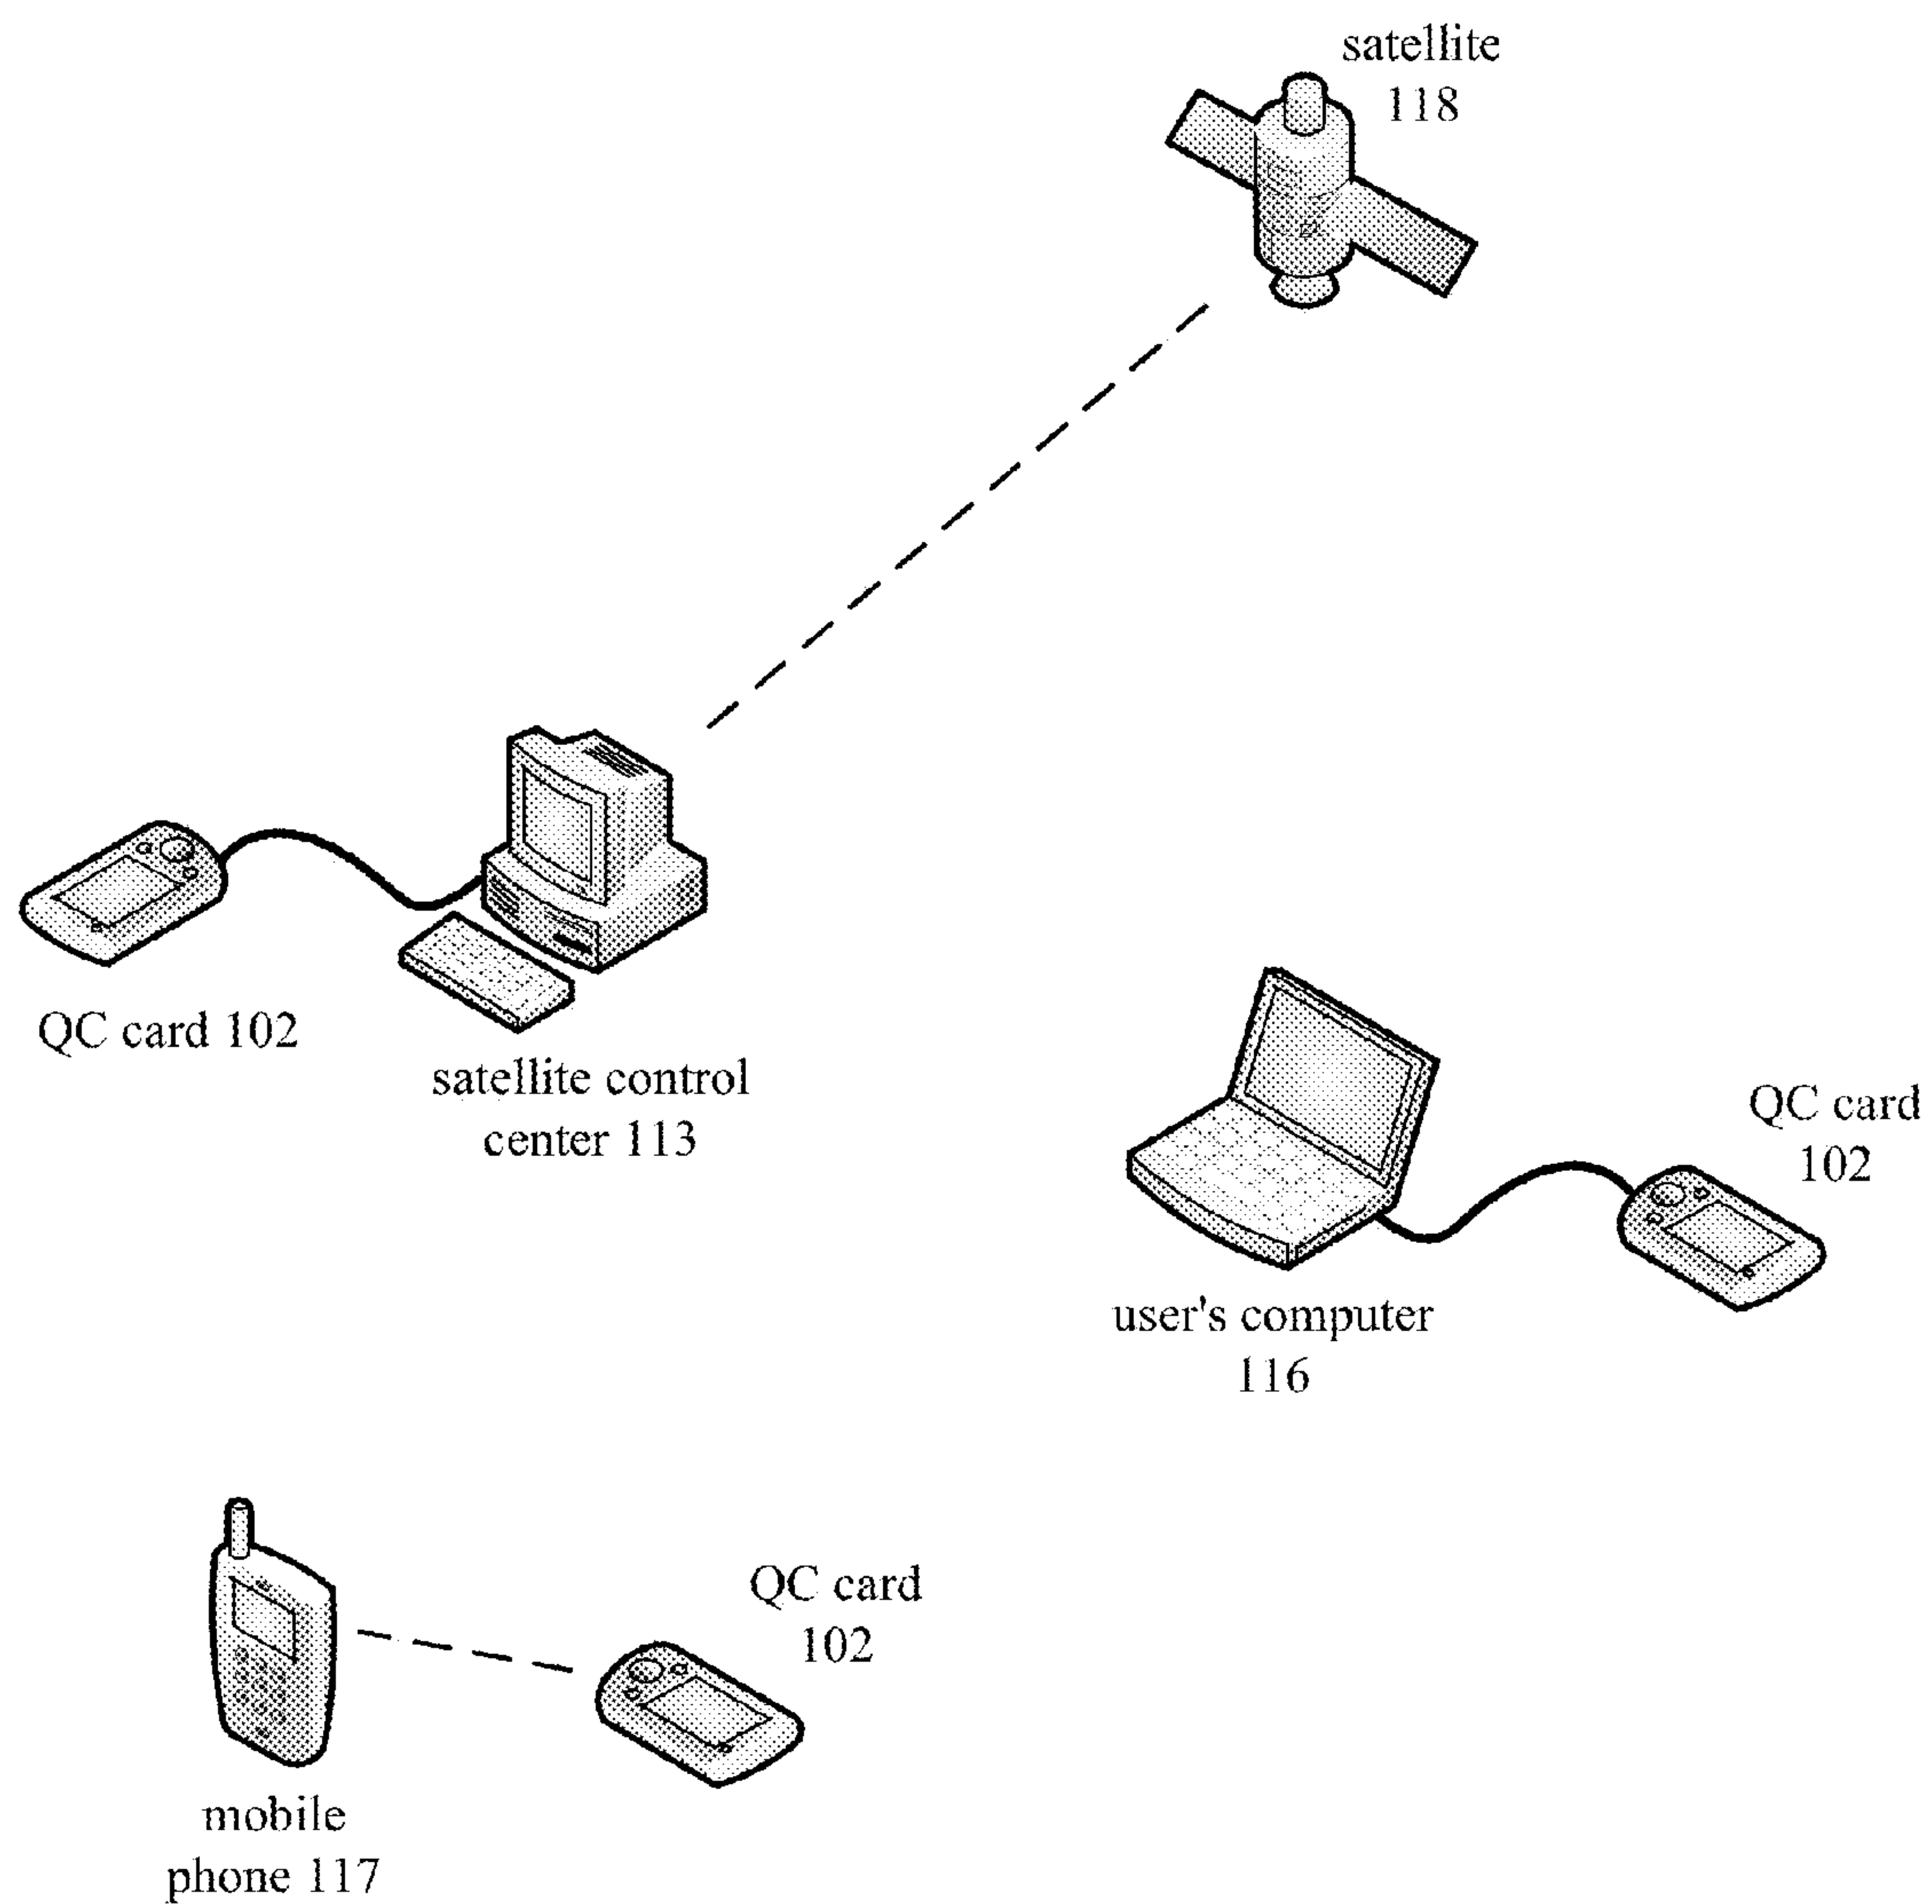 satellite
118
QC card 102
satellite control
center 113
QC card
102
user's computer
116
QC card
102
mobile
phone 117